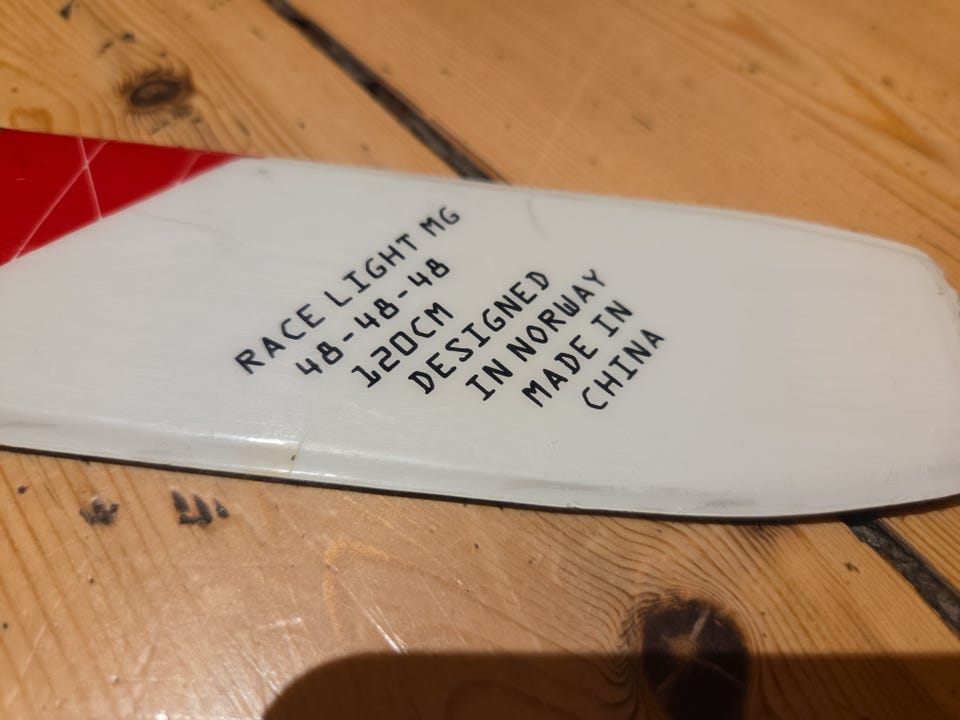 RACE LIGHT MG
48-48-48
120CM
DESIGNED
IN NORWAY
MADE IN
CHINA